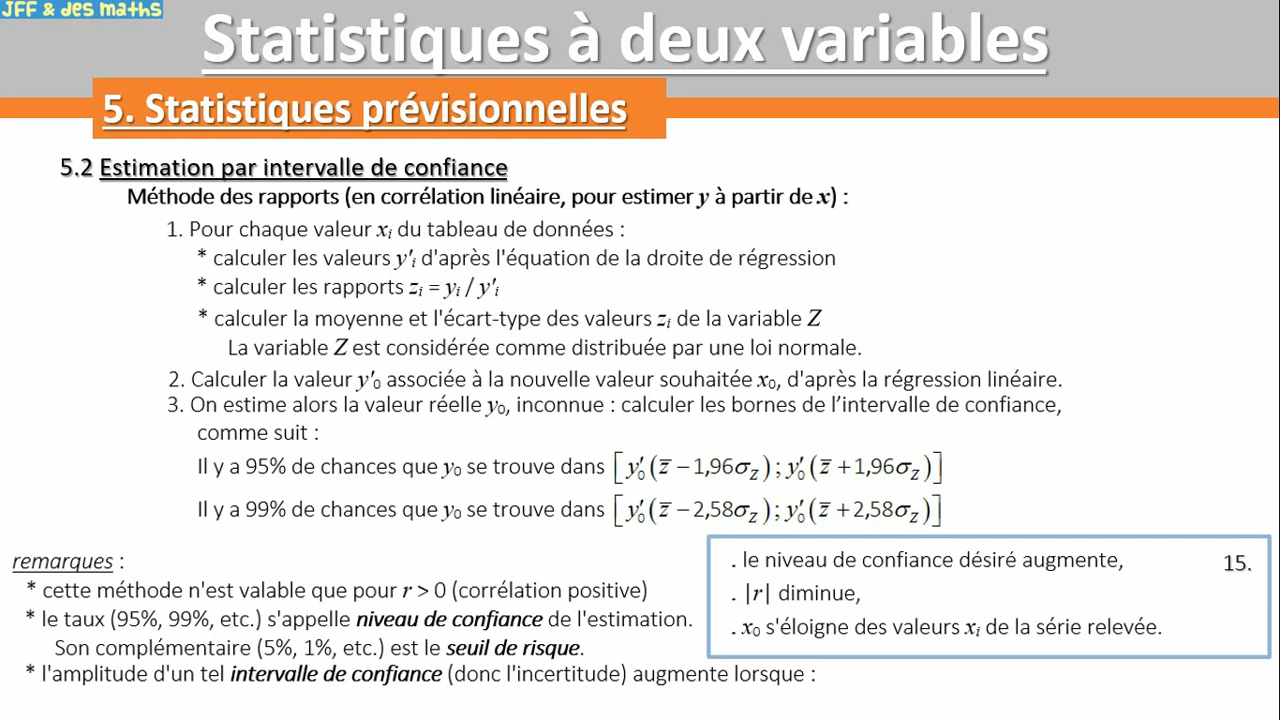 JFF & des maths
Statistiques à deux variables
5. Statistiques prévisionnelles
5.2 Estimation par intervalle de confiance
Méthode des rapports (en corrélation linéaire, pour estimer y à partir de x) :
1. Pour chaque valeur xᵢ du tableau de données :
* calculer les valeurs y'ᵢ d'après l'équation de la droite de régression
* calculer les rapports zᵢ = yᵢ / y'ᵢ
* calculer la moyenne et l'écart-type des valeurs zᵢ de la variable Z
La variable Z est considérée comme distribuée par une loi normale.
2. Calculer la valeur y'₀ associée à la nouvelle valeur souhaitée x₀, d'après la régression linéaire.
3. On estime alors la valeur réelle y₀, inconnue : calculer les bornes de l’intervalle de confiance,
comme suit :
Il y a 95% de chances que y₀ se trouve dans [y₀′(z̄ − 1,96σ_Z) ; y₀′(z̄ + 1,96σ_Z)]
Il y a 99% de chances que y₀ se trouve dans [y₀′(z̄ − 2,58σ_Z) ; y₀′(z̄ + 2,58σ_Z)]
remarques :
* cette méthode n'est valable que pour r > 0 (corrélation positive)
* le taux (95%, 99%, etc.) s'appelle niveau de confiance de l'estimation.
Son complémentaire (5%, 1%, etc.) est le seuil de risque.
* l'amplitude d'un tel intervalle de confiance (donc l'incertitude) augmente lorsque :
. le niveau de confiance désiré augmente,
. |r| diminue,
. x₀ s'éloigne des valeurs xᵢ de la série relevée.
15.